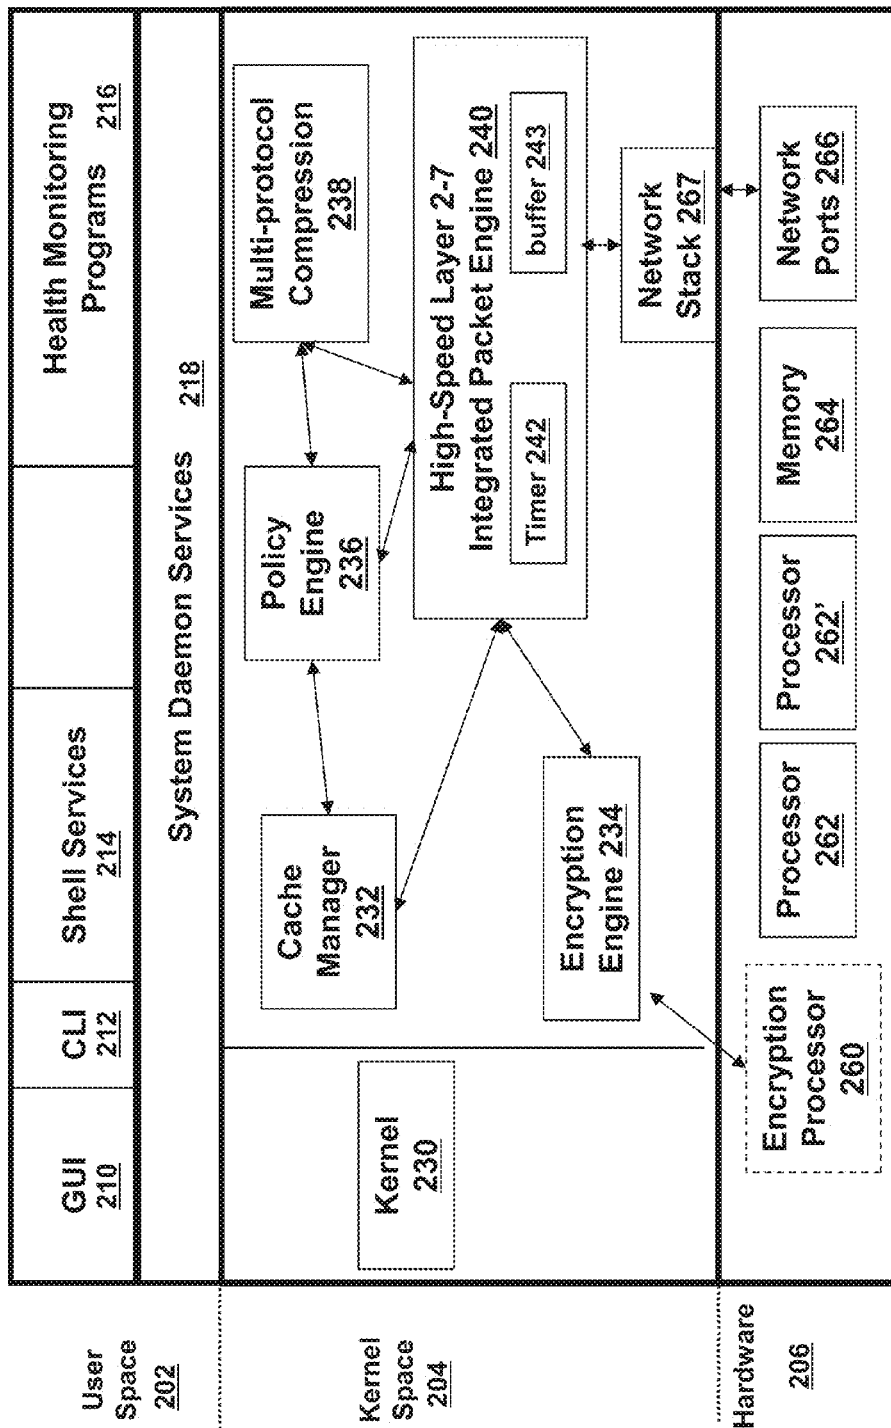 User
Space
202
GUI
210
CLI
212
Shell Services
214
Health Monitoring
Programs 216
System Daemon Services 218
Kernel
Space
204
Kernel
230
Cache
Manager
232
Policy
Engine
236
Multi-protocol
Compression
238
High-Speed Layer 2-7
Integrated Packet Engine 240
Timer 242
buffer 243
Encryption
Engine 234
Network
Stack 267
Hardware
206
Encryption
Processor
260
Processor
262
Processor
262'
Memory
264
Network
Ports 266